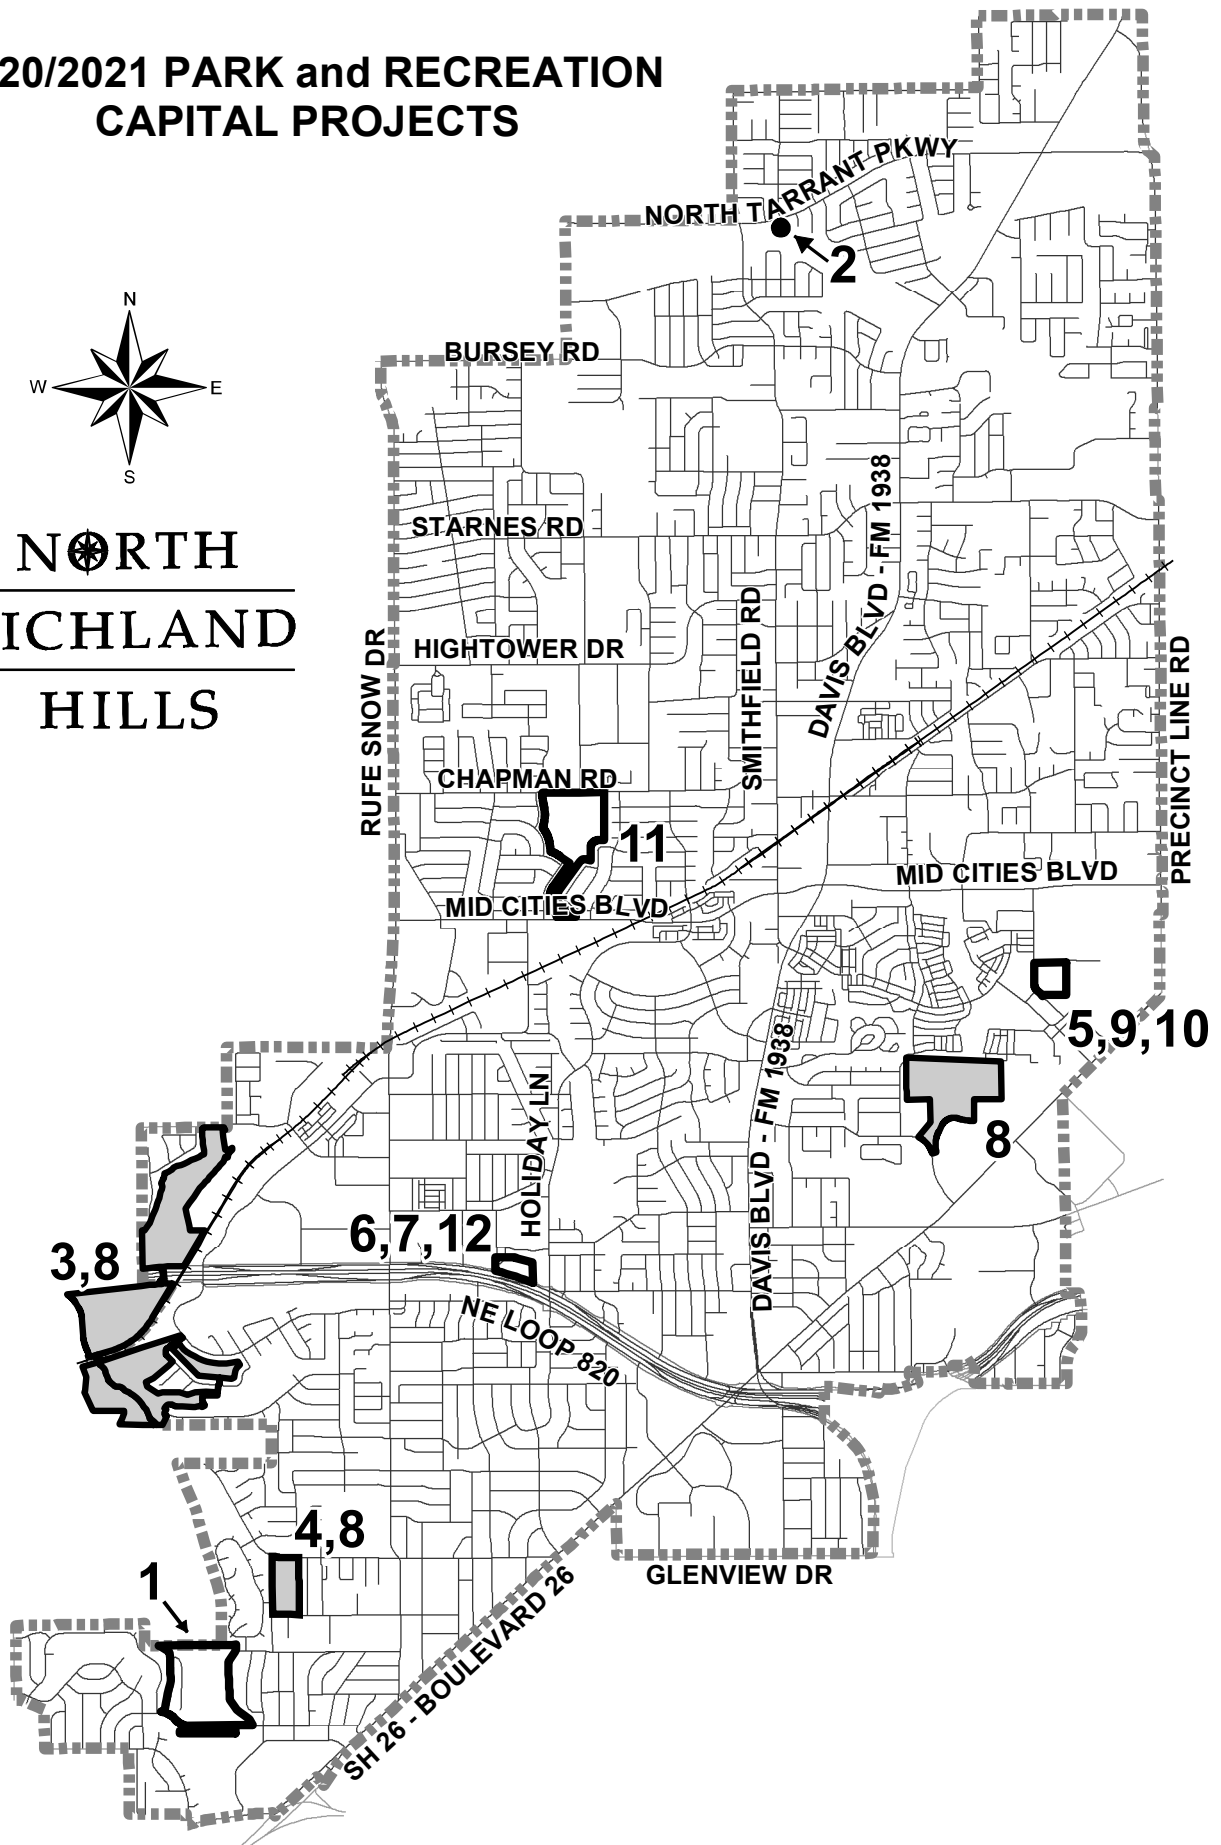 20/2021 PARK and RECREATION
CAPITAL PROJECTS
NORTH TARRANT PKWY
2
N
W E
S
BURSEY RD
NORTH
ICHLAND
HILLS
STARNES RD
DAVIS BLVD - FM 1938
HIGHTOWER DR
SMITHFIELD RD
RUFE SNOW DR
PRECINCT LINE RD
CHAPMAN RD
11
MID CITIES BLVD
MID CITIES BLVD
5,9,10
HOLIDAY LN
DAVIS BLVD - FM 1938
8
6,7,12
3,8
NE LOOP 820
4,8
GLENVIEW DR
1
SH 26 - BOULEVARD 26